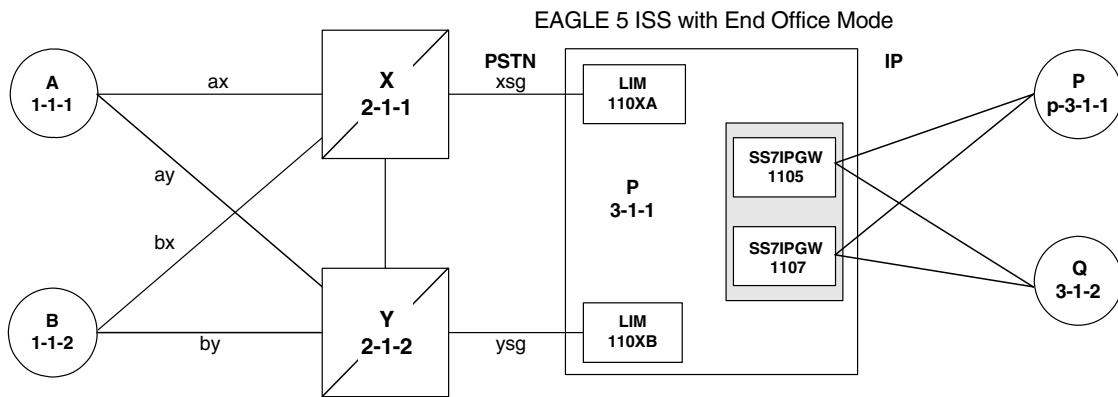 EAGLE 5 ISS with End Office Mode
A
1-1-1
ax
X
2-1-1
PSTN
xsg
LIM
110XA
IP
P
p-3-1-1
ay
SS7IPGW
1105
P
3-1-1
bx
SS7IPGW
1107
B
1-1-2
by
Y
2-1-2
ysg
LIM
110XB
Q
3-1-2